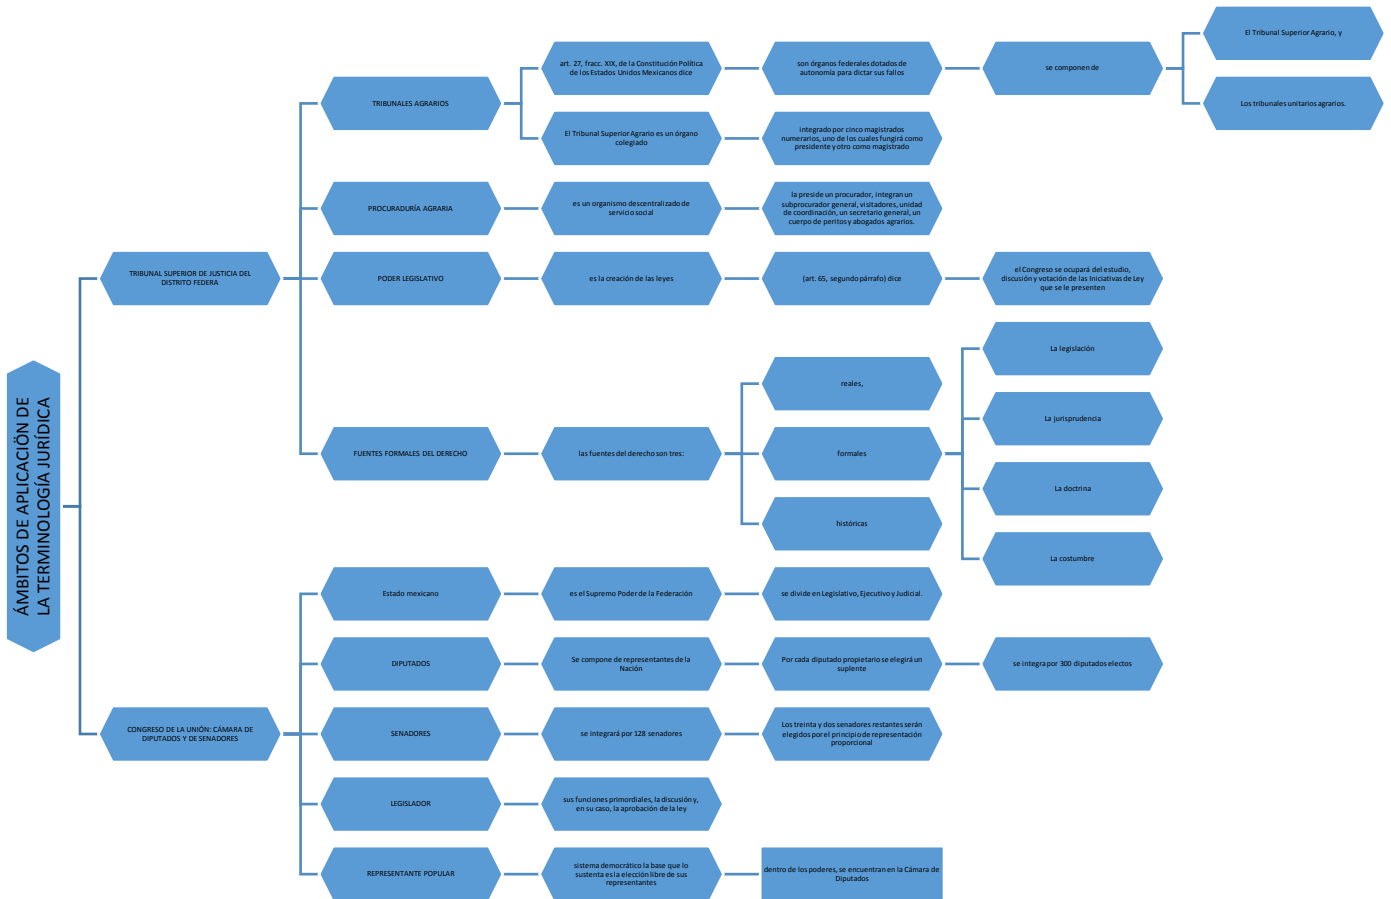 ÁMBITOS DE APLICACIÖN DE
LA TERMINOLOGÍA JURÍDICA
TRIBUNAL SUPERIOR DE JUSTICIA DEL
DISTRITO FEDERA
TRIBUNALES AGRARIOS
art. 27, fracc. XIX, de la Constitución Política
de los Estados Unidos Mexicanos dice
son órganos federales dotados de
autonomía para dictar sus fallos
se componen de
El Tribunal Superior Agrario, y
Los tribunales unitarios agrarios.
El Tribunal Superior Agrario es un órgano
colegiado
integrado por cinco magistrados
numerarios, uno de los cuales fungirá como
presidente y otro como magistrado
PROCURADURÍA AGRARIA
es un organismo descentralizado de
servicio social
la preside un procurador, integran un
subprocurador general, visitadores, unidad
de coordinación, un secretario general, un
cuerpo de peritos y abogados agrarios.
PODER LEGISLATIVO
es la creación de las leyes
(art. 65, segundo párrafo) dice
el Congreso se ocupará del estudio,
discusión y votación de las Iniciativas de Ley
que se le presenten
FUENTES FORMALES DEL DERECHO
las fuentes del derecho son tres:
reales,
formales
La legislación
La jurisprudencia
La doctrina
La costumbre
históricas
CONGRESO DE LA UNIÓN: CÁMARA DE
DIPUTADOS Y DE SENADORES
Estado mexicano
es el Supremo Poder de la Federación
se divide en Legislativo, Ejecutivo y Judicial.
DIPUTADOS
Se compone de representantes de la
Nación
Por cada diputado propietario se elegirá un
suplente
se integra por 300 diputados electos
SENADORES
se integrará por 128 senadores
Los treinta y dos senadores restantes serán
elegidos por el principio de representación
proporcional
LEGISLADOR
sus funciones primordiales, la discusión y,
en su caso, la aprobación de la ley
REPRESENTANTE POPULAR
sistema democrático la base que lo
sustenta es la elección libre de sus
representantes
dentro de los poderes, se encuentran en la Cámara de
Diputados